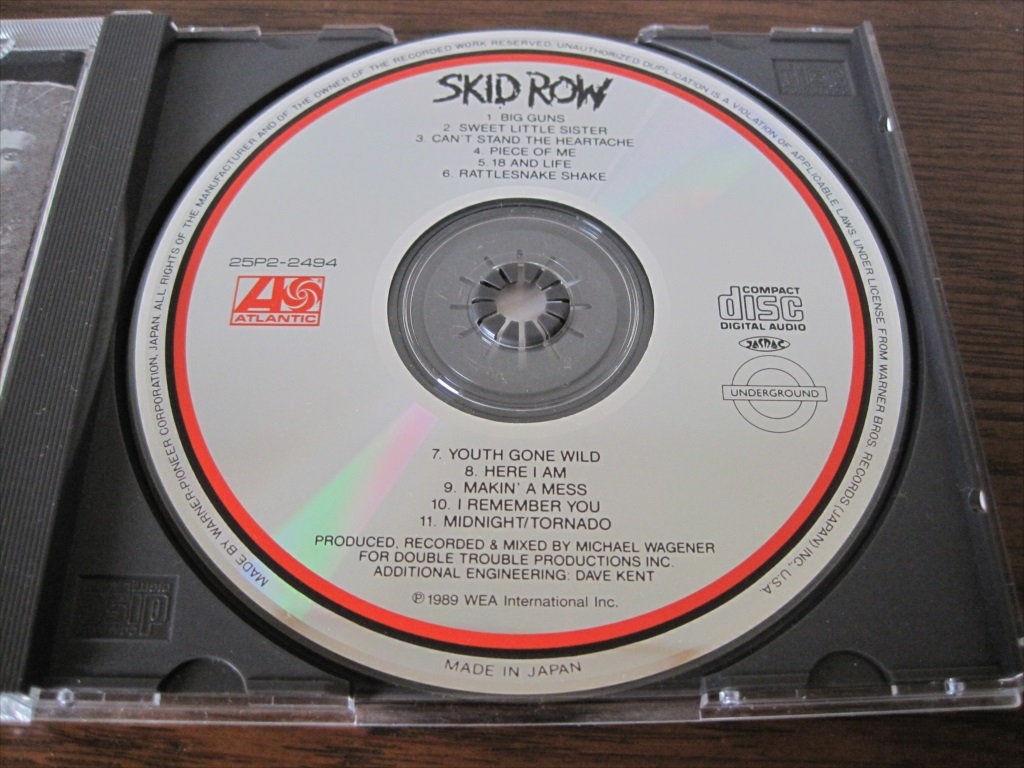 SKID ROW
1. BIG GUNS
2. SWEET LITTLE SISTER
3. CAN'T STAND THE HEARTACHE
4. PIECE OF ME
5. 18 AND LIFE
6. RATTLESNAKE SHAKE
25P2-2494
ATLANTIC
COMPACT
disc
DIGITAL AUDIO
JASRAC
UNDERGROUND
7. YOUTH GONE WILD
8. HERE I AM
9. MAKIN' A MESS
10. I REMEMBER YOU
11. MIDNIGHT/TORNADO
PRODUCED, RECORDED & MIXED BY MICHAEL WAGENER
FOR DOUBLE TROUBLE PRODUCTIONS INC.
ADDITIONAL ENGINEERING: DAVE KENT
℗ 1989 WEA International Inc.
MADE BY WARNER-PIONEER CORPORATION, JAPAN. ALL RIGHTS OF THE MANUFACTURER AND OF THE OWNER OF THE RECORDED WORK RESERVED. UNAUTHORIZED DUPLICATION IS A VIOLATION OF APPLICABLE LAWS. UNDER LICENSE FROM WARNER BROS. RECORDS (JAPAN) INC., U.S.A.
MADE IN JAPAN
disc